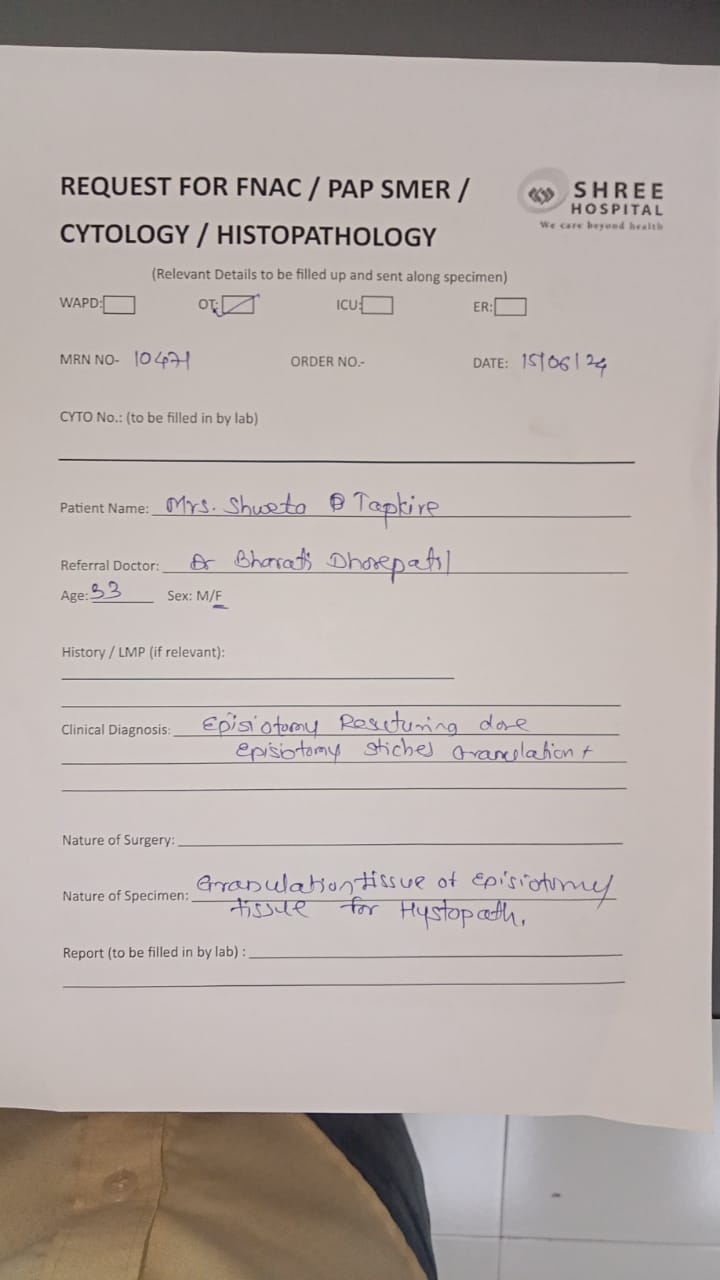 REQUEST FOR FNAC / PAP SMER /
CYTOLOGY / HISTOPATHOLOGY
SHREE
HOSPITAL
We care beyond health
(Relevant Details to be filled up and sent along specimen)
WAPD: OT: ICU: ER:
MRN NO- 10471 ORDER NO.- DATE: 15/06/24
CYTO No.: (to be filled in by lab)
Patient Name: Mrs. Shweta Tapkire
Referral Doctor: Dr Bharati Dhorepatil
Age: 33 Sex: M/F
History / LMP (if relevant):
Clinical Diagnosis: Episiotomy Resuturing done
episiotomy stiches Granulation +
Nature of Surgery:
Nature of Specimen: Granulation tissue of Episiotomy
tissue for Hystopath.
Report (to be filled in by lab) :